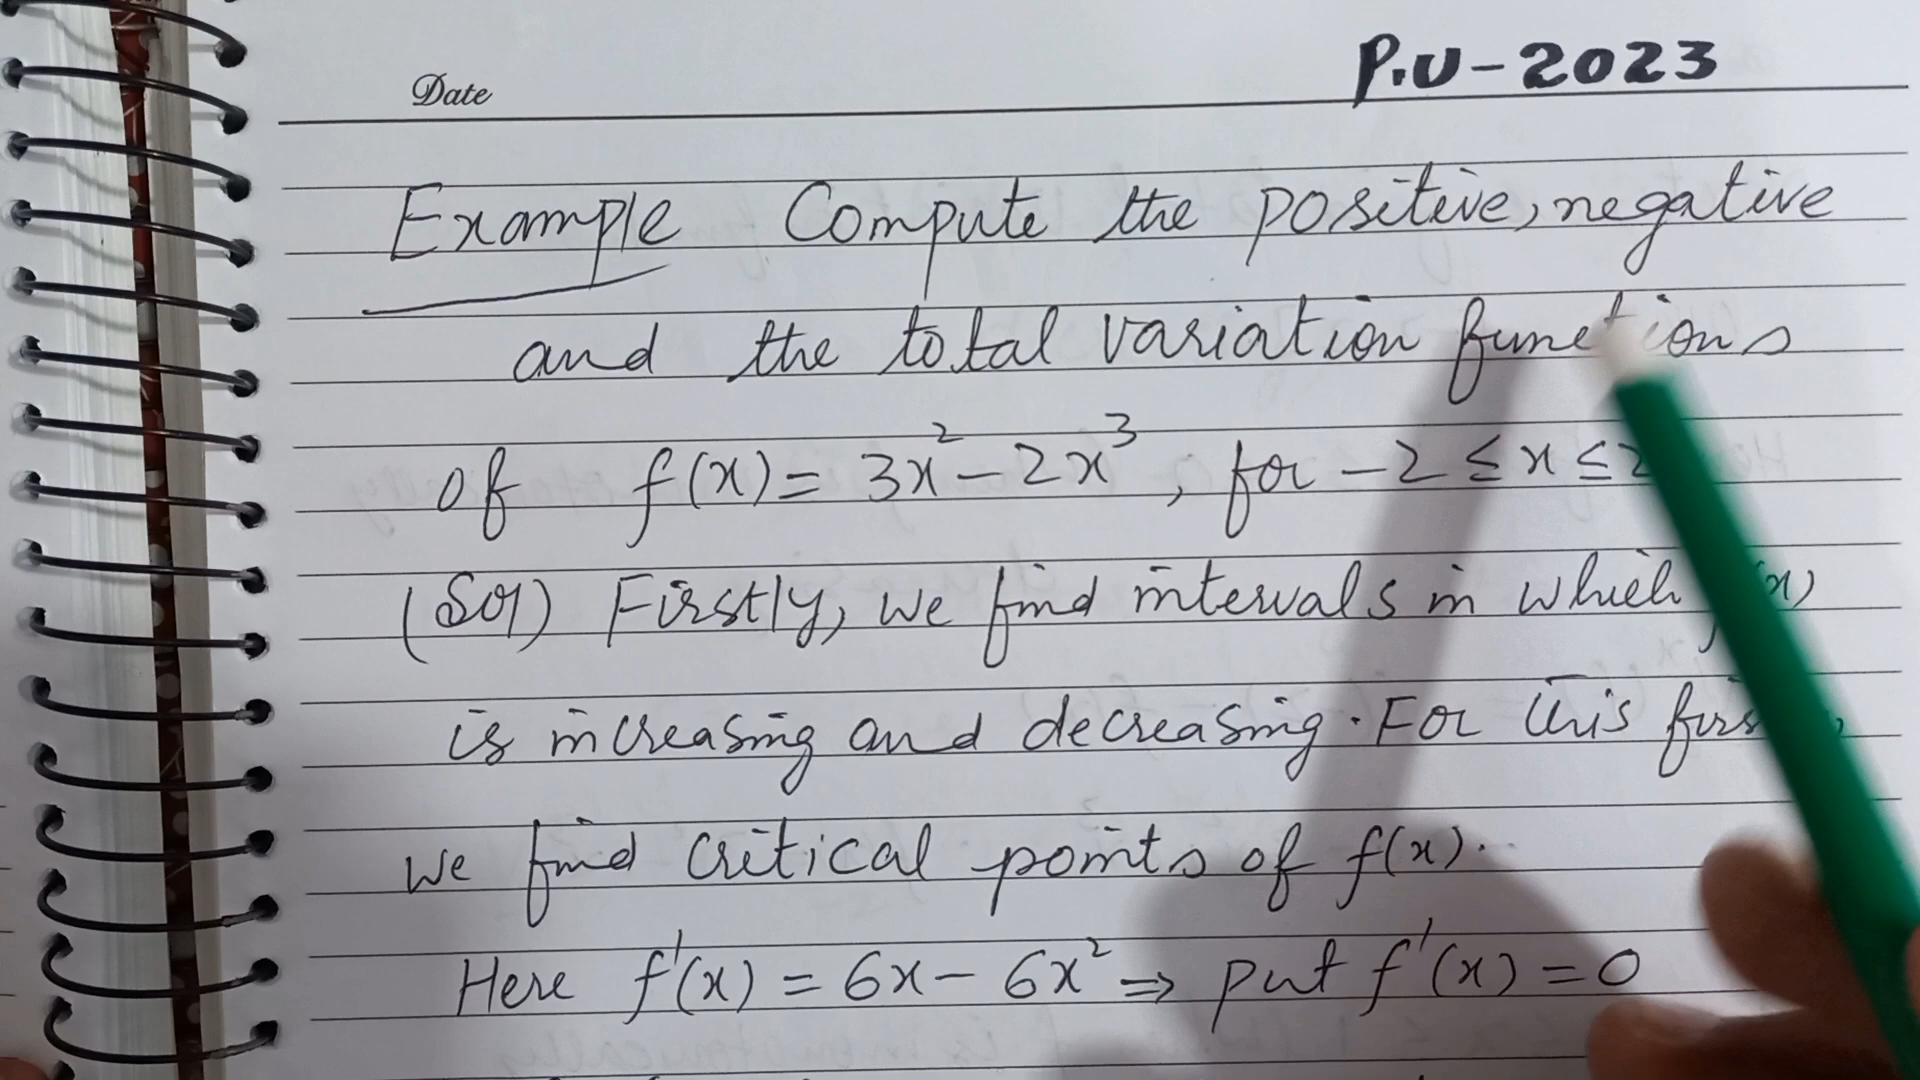 P.U-2023
Date
Example Compute the positive, negative
and the total variation functions
of f(x) = 3x² - 2x³, for -2 ≤ x ≤ 2
(Sol) Firstly, we find intervals in which (x)
is increasing and decreasing. For this
we find critical points of f(x).
Here f'(x) = 6x - 6x² ⇒ put f'(x) = 0